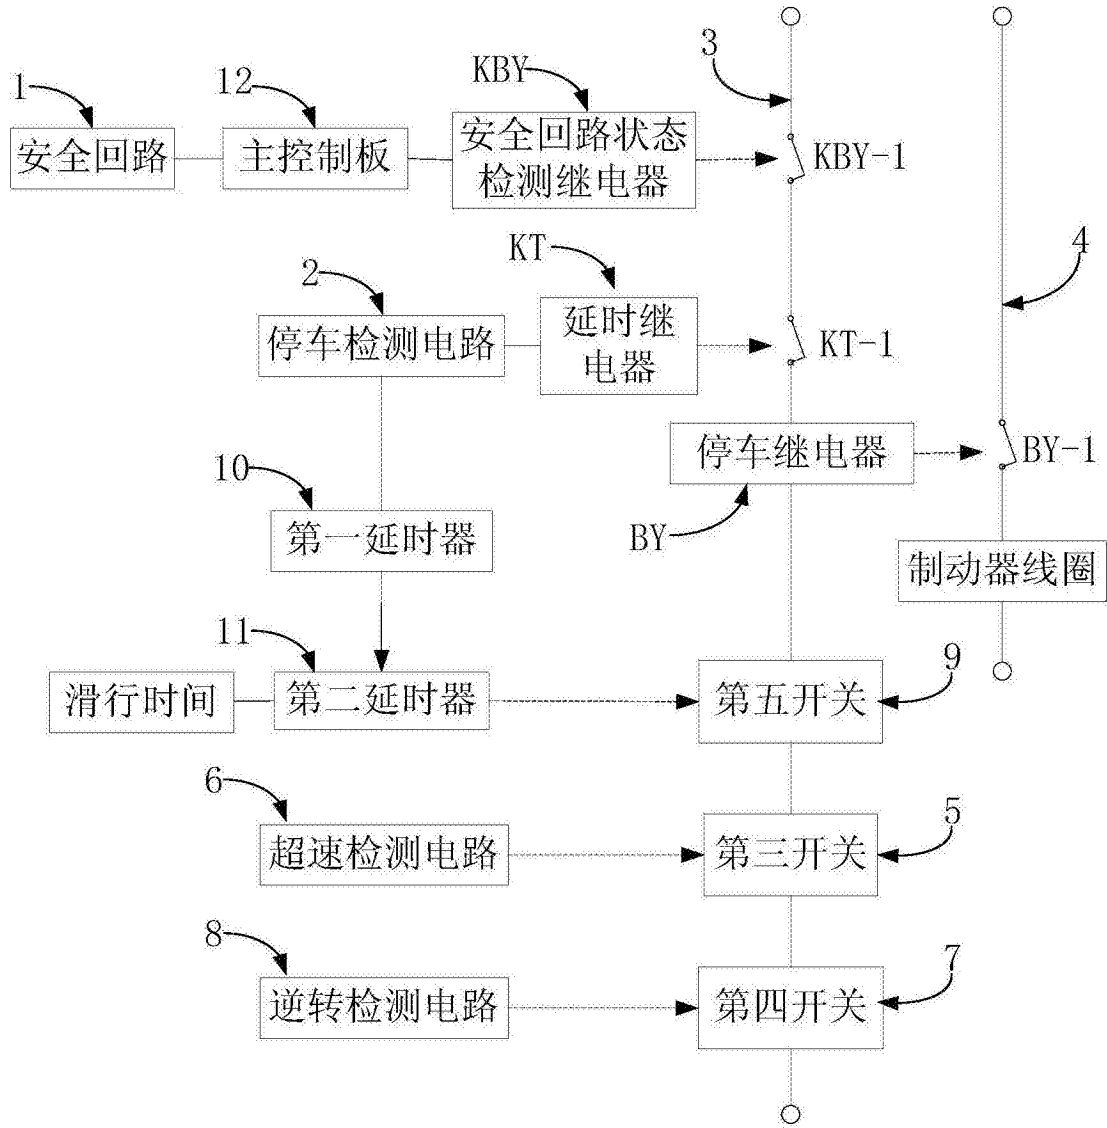 1
12
KBY
3
安全回路
主控制板
安全回路状态
检测继电器
KBY-1
2
KT
4
停车检测电路
延时继
电器
KT-1
停车继电器
BY-1
10
BY
第一延时器
制动器线圈
11
9
滑行时间
第二延时器
第五开关
6
5
超速检测电路
第三开关
8
7
逆转检测电路
第四开关